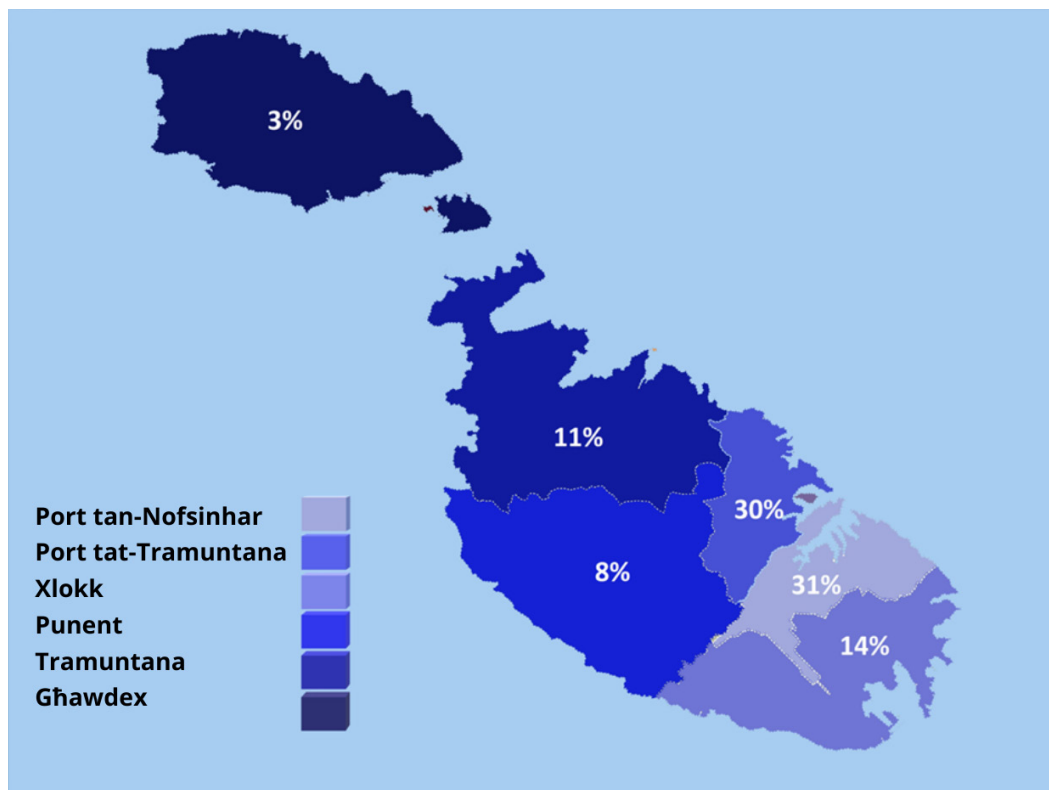 3%
11%
30%
8%
31%
14%
Port tan-Nofsinhar
Port tat-Tramuntana
Xlokk
Punent
Tramuntana
Għawdex